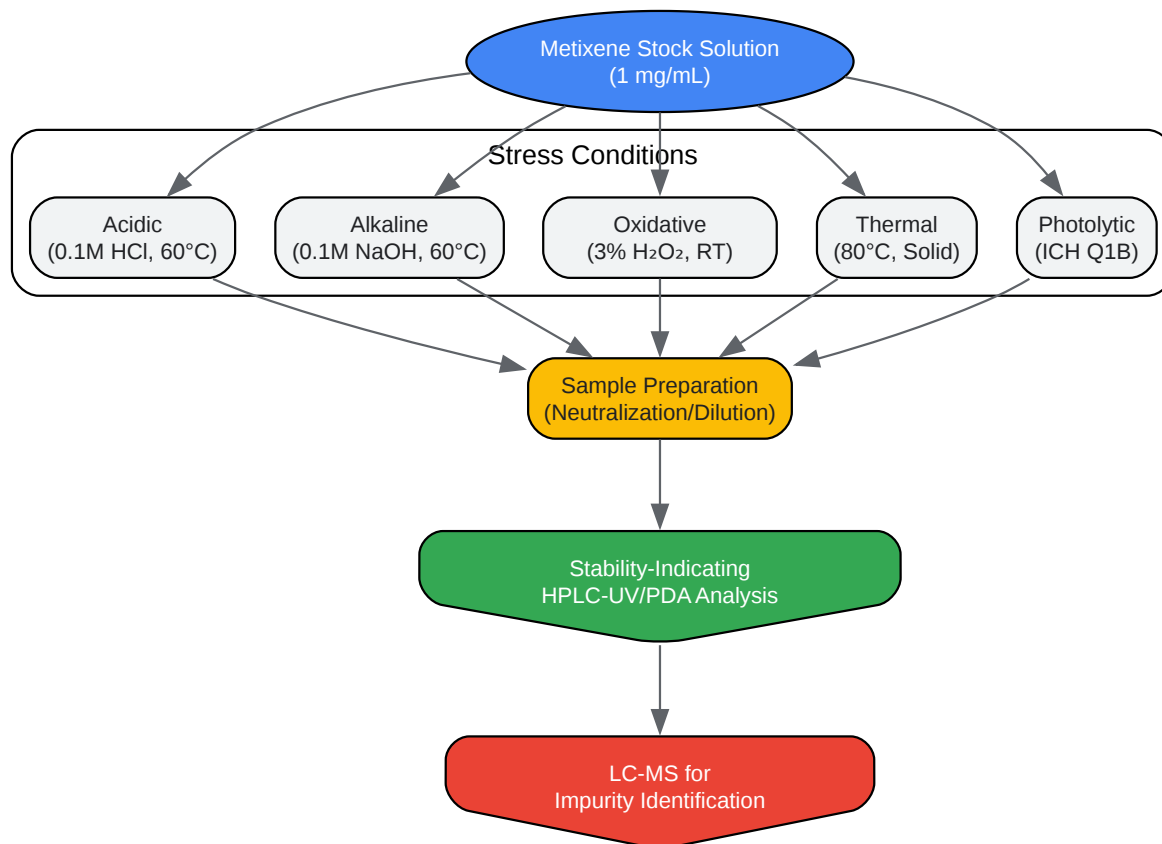 Metixene Stock Solution
(1 mg/mL)
Stress Conditions
Acidic
(0.1M HCl, 60°C)
Alkaline
(0.1M NaOH, 60°C)
Oxidative
(3% H₂O₂, RT)
Thermal
(80°C, Solid)
Photolytic
(ICH Q1B)
Sample Preparation
(Neutralization/Dilution)
Stability-Indicating
HPLC-UV/PDA Analysis
LC-MS for
Impurity Identification